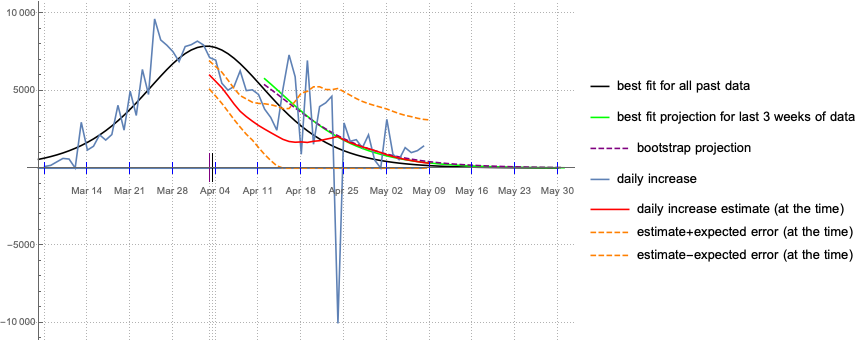 10 000
5000
-5000
-10 000
Mar 14 Mar 21 Mar 28 Apr 04 Apr 11 Apr 18 Apr 25 May 02 May 09 May 16 May 23 May 30
best fit for all past data
best fit projection for last 3 weeks of data
bootstrap projection
daily increase
daily increase estimate (at the time)
estimate+expected error (at the time)
estimate-expected error (at the time)